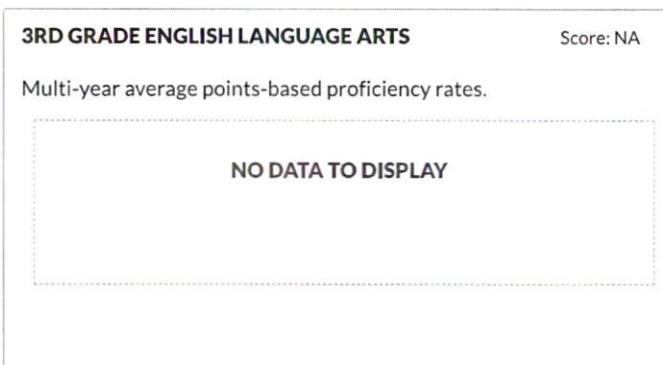 3RD GRADE ENGLISH LANGUAGE ARTS Score: NA
Multi-year average points-based proficiency rates.
NO DATA TO DISPLAY